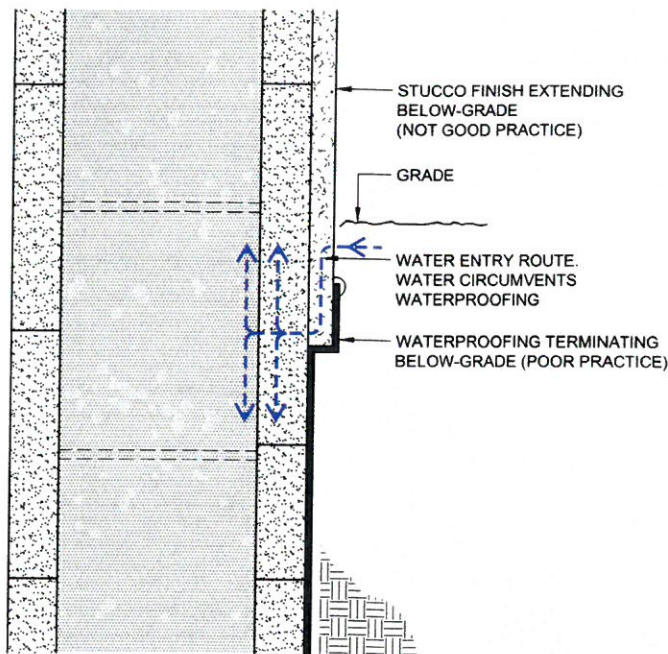 STUCCO FINISH EXTENDING
BELOW-GRADE
(NOT GOOD PRACTICE)
GRADE
WATER ENTRY ROUTE.
WATER CIRCUMVENTS
WATERPROOFING
WATERPROOFING TERMINATING
BELOW-GRADE (POOR PRACTICE)